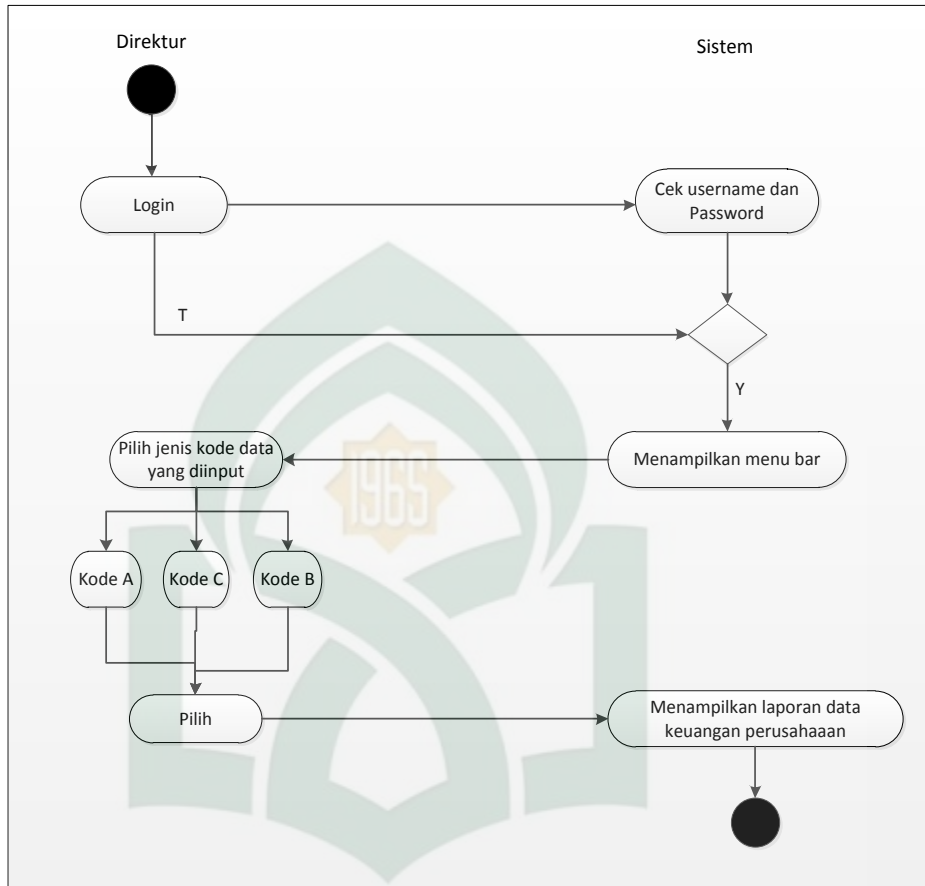 Direktur
Sistem
Login
Cek username dan
Password
T
Y
Pilih jenis kode data
yang diinput
Menampilkan menu bar
1965
Kode A
Kode C
Kode B
Pilih
Menampilkan laporan data
keuangan perusahaaan